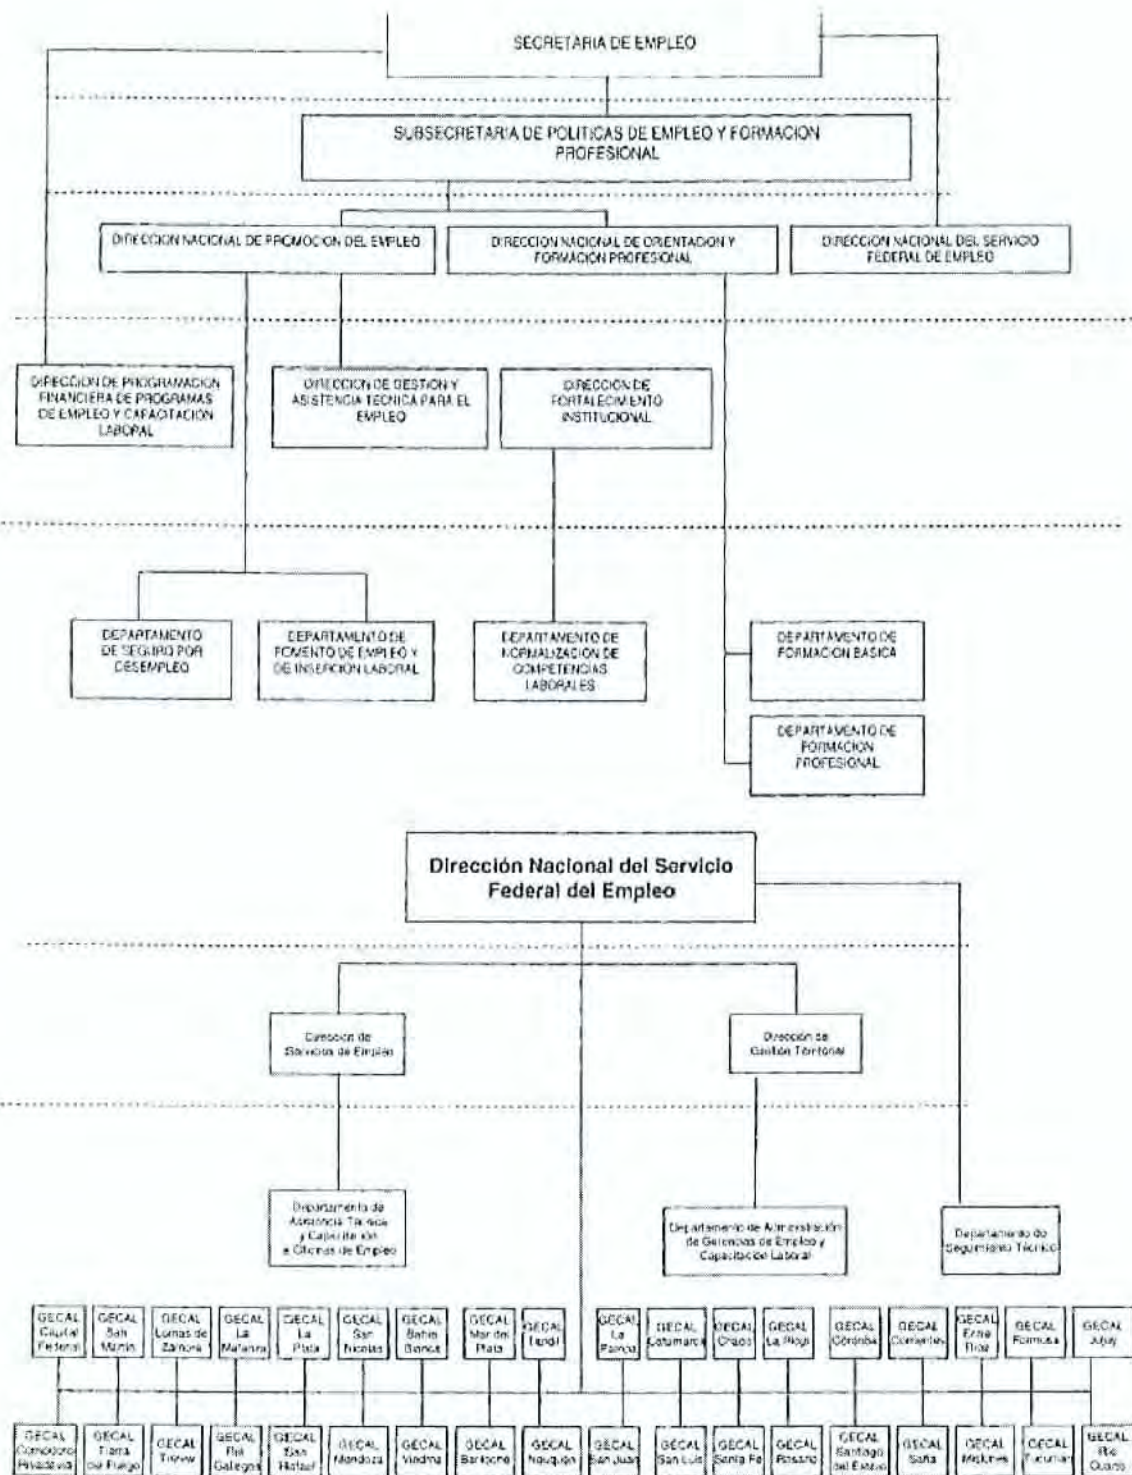 SECRETARIA DE EMPLEO
SUBSECRETARIA DE POLITICAS DE EMPLEO Y FORMACION
PROFESIONAL
DIRECCION NACIONAL DE PROMOCION DEL EMPLEO
DIRECCION NACIONAL DE ORIENTACION Y
FORMACION PROFESIONAL
DIRECCION NACIONAL DEL SERVICIO
FEDERAL DE EMPLEO
DIRECCION DE PROGRAMACION
FINANCIERA DE PROGRAMAS
DE EMPLEO Y CAPACITACION
LABORAL
DIRECCION DE GESTION Y
ASISTENCIA TECNICA PARA EL
EMPLEO
DIRECCION DE
FORTALECIMIENTO
INSTITUCIONAL
DEPARTAMENTO
DE SEGURO POR
DESEMPLEO
DEPARTAMENTO DE
FOMENTO DE EMPLEO Y
DE INSERCION LABORAL
DEPARTAMENTO DE
NORMALIZACION DE
COMPETENCIAS
LABORALES
DEPARTAMENTO DE
FORMACION BASICA
DEPARTAMENTO DE
FORMACION
PROFESIONAL
Dirección Nacional del Servicio
Federal del Empleo
Dirección de
Servicios de Empleo
Dirección de
Gestión Territorial
Departamento de
Asistencia Técnica
y Capacitación
a Oficinas de Empleo
Departamento de Administración
de Gerencias de Empleo y
Capacitación Laboral
Departamento de
Seguimiento Técnico
GECAL
Capital
Federal
GECAL
San
Martín
GECAL
Lomas de
Zamora
GECAL
La
Matanza
GECAL
La
Plata
GECAL
San
Nicolás
GECAL
Bahía
Blanca
GECAL
Mar del
Plata
GECAL
Tandil
GECAL
La
Pampa
GECAL
Catamarca
GECAL
Chaco
GECAL
La Rioja
GECAL
Córdoba
GECAL
Corrientes
GECAL
Entre
Ríos
GECAL
Formosa
GECAL
Jujuy
GECAL
Comodoro
Rivadavia
GECAL
Tierra
del Fuego
GECAL
Trelew
GECAL
Río
Gallegos
GECAL
San
Rafael
GECAL
Mendoza
GECAL
Viedma
GECAL
Bariloche
GECAL
Neuquén
GECAL
San Juan
GECAL
San Luis
GECAL
Santa Fe
GECAL
Rosario
GECAL
Santiago
del Estero
GECAL
Salta
GECAL
Misiones
GECAL
Tucumán
GECAL
Río
Cuarto